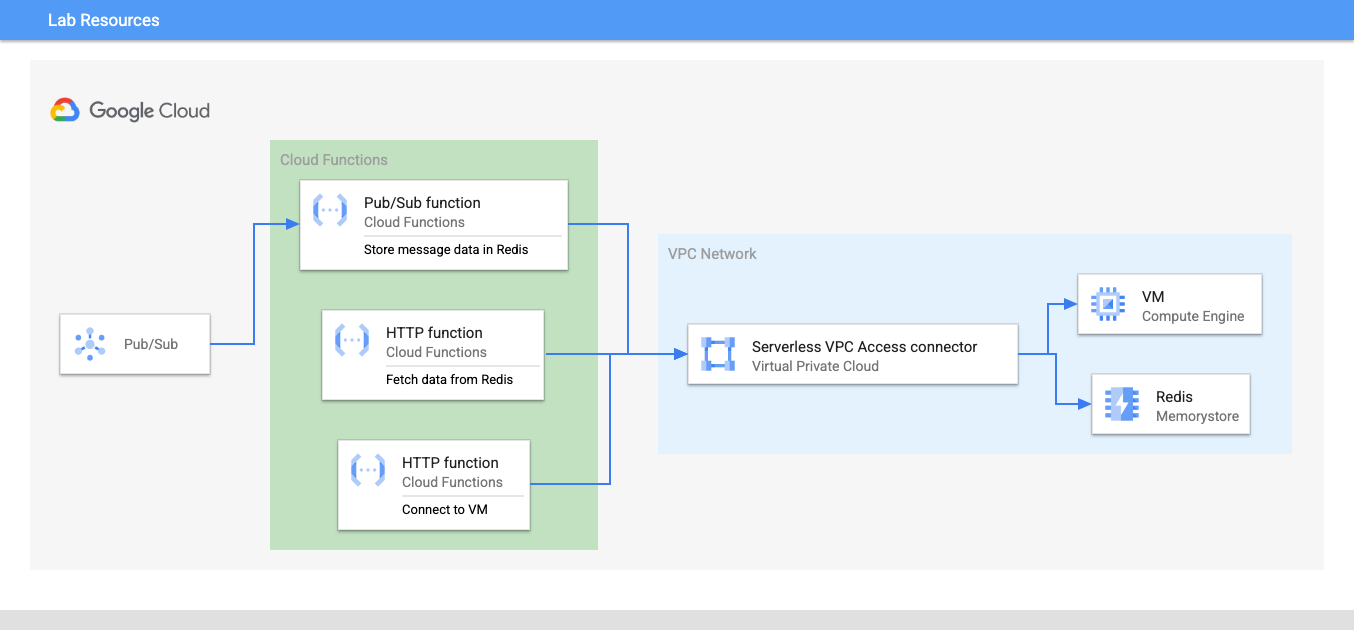 Lab Resources
Google Cloud
Cloud Functions
Pub/Sub function
Cloud Functions
Store message data in Redis
Pub/Sub
HTTP function
Cloud Functions
Fetch data from Redis
HTTP function
Cloud Functions
Connect to VM
VPC Network
Serverless VPC Access connector
Virtual Private Cloud
VM
Compute Engine
Redis
Memorystore